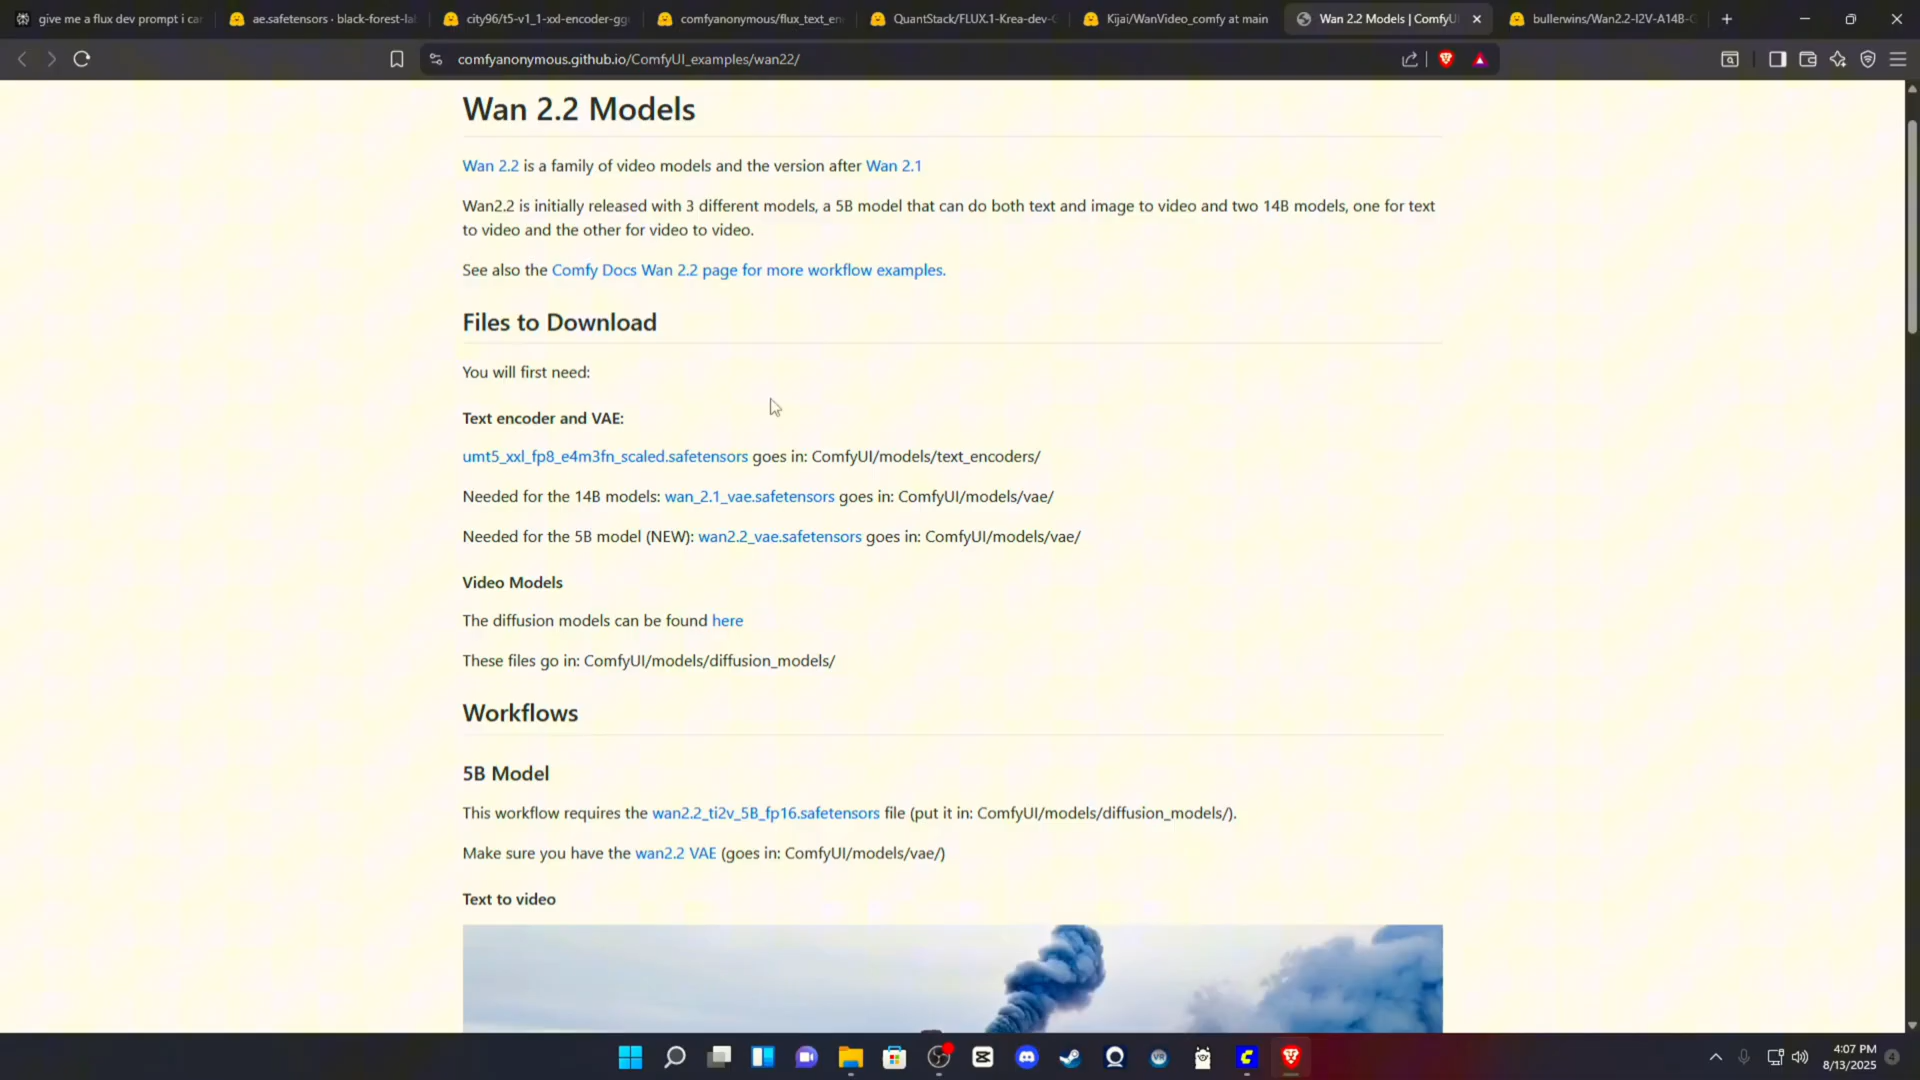 give me a flux dev prompt i car
ae.safetensors · black-forest-la
city96/t5-v1_1-xxl-encoder-gg
comfyanonymous/flux_text_en
QuantStack/FLUX.1-Krea-dev-G
Kijai/WanVideo_comfy at main
Wan 2.2 Models | ComfyU
bullerwins/Wan2.2-I2V-A14B-G
comfyanonymous.github.io/ComfyUI_examples/wan22/
Wan 2.2 Models
Wan 2.2 is a family of video models and the version after Wan 2.1
Wan2.2 is initially released with 3 different models, a 5B model that can do both text and image to video and two 14B models, one for text
to video and the other for video to video.
See also the Comfy Docs Wan 2.2 page for more workflow examples.
Files to Download
You will first need:
Text encoder and VAE:
umt5_xxl_fp8_e4m3fn_scaled.safetensors goes in: ComfyUI/models/text_encoders/
Needed for the 14B models: wan_2.1_vae.safetensors goes in: ComfyUI/models/vae/
Needed for the 5B model (NEW): wan2.2_vae.safetensors goes in: ComfyUI/models/vae/
Video Models
The diffusion models can be found here
These files go in: ComfyUI/models/diffusion_models/
Workflows
5B Model
This workflow requires the wan2.2_ti2v_5B_fp16.safetensors file (put it in: ComfyUI/models/diffusion_models/).
Make sure you have the wan2.2 VAE (goes in: ComfyUI/models/vae/)
Text to video
VR
4:07 PM
8/13/2025
4